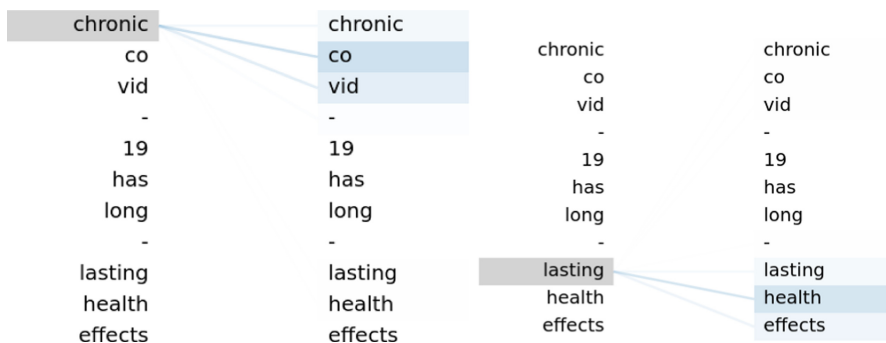 chronic chronic
co co
vid vid
- -
19 19
has has
long long
- -
lasting lasting
health health
effects effects
chronic chronic
co co
vid vid
- -
19 19
has has
long long
- -
lasting lasting
health health
effects effects